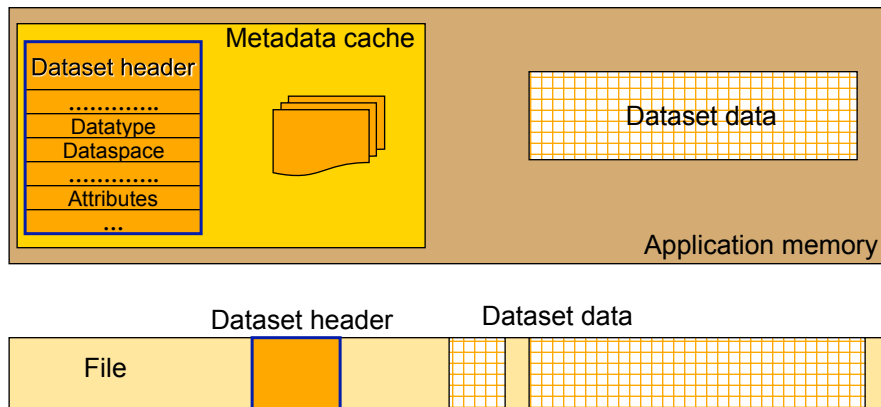 Metadata cache
Dataset header
.............
Datatype
Dataspace
.............
Attributes
...
Dataset data
Application memory
Dataset header
Dataset data
File